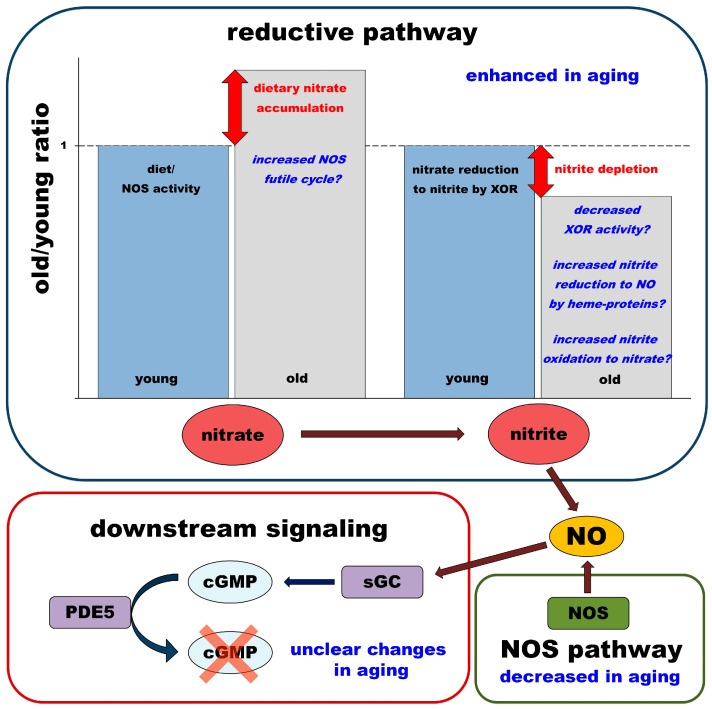 reductive pathway
enhanced in aging
old/young ratio
1
dietary nitrate
accumulation
diet/
NOS activity
increased NOS
futile cycle?
nitrate reduction
to nitrite by XOR
nitrite depletion
decreased
XOR activity?
increased nitrite
reduction to NO
by heme-proteins?
increased nitrite
oxidation to nitrate?
young
old
young
old
nitrate
nitrite
downstream signaling
NO
cGMP
sGC
PDE5
cGMP
unclear changes
in aging
NOS
NOS pathway
decreased in aging